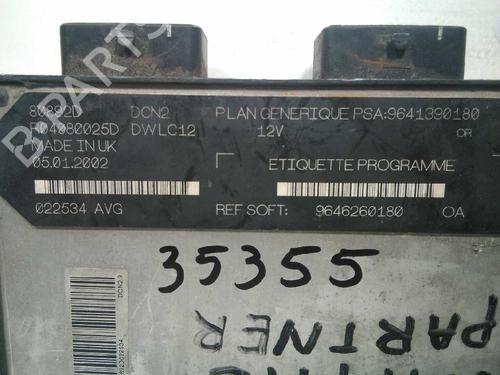 80892D DCN2 PLAN GENERIQUE PSA:9641390180
R04080025D DWLC12 12V OR
MADE IN UK
05.01.2002 ETIQUETTE PROGRAMME
022534 AVG REF SOFT: 9646260180 OA
35355
PARTNER
B-PARTS